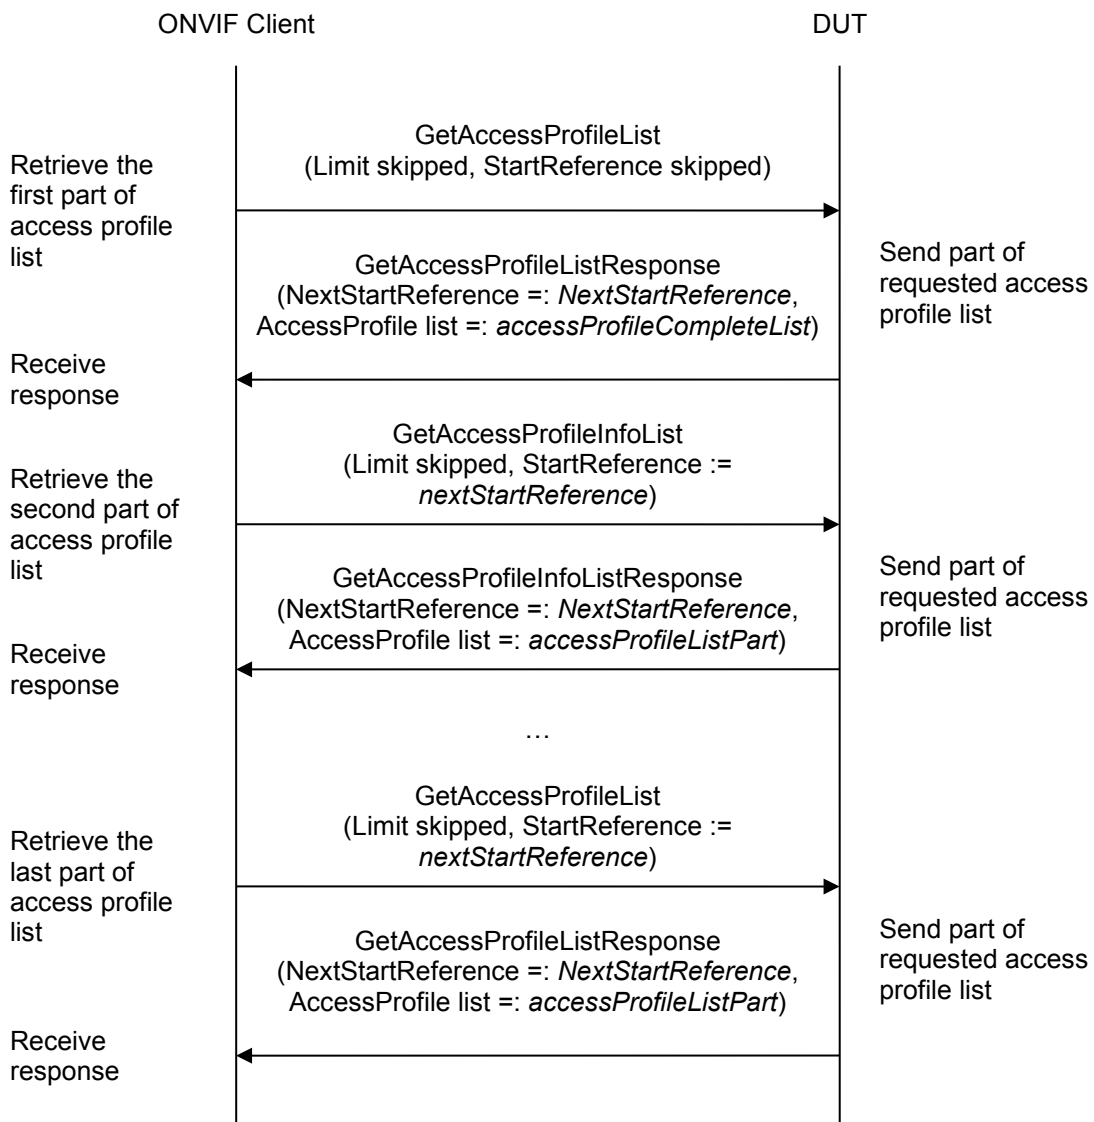 ONVIF Client
DUT
GetAccessProfileList
(Limit skipped, StartReference skipped)
Retrieve the
first part of
access profile
list
GetAccessProfileListResponse
(NextStartReference =: NextStartReference,
AccessProfile list =: accessProfileCompleteList)
Send part of
requested access
profile list
Receive
response
GetAccessProfileInfoList
(Limit skipped, StartReference :=
nextStartReference)
Retrieve the
second part of
access profile
list
GetAccessProfileInfoListResponse
(NextStartReference =: NextStartReference,
AccessProfile list =: accessProfileListPart)
Send part of
requested access
profile list
Receive
response
…
GetAccessProfileList
(Limit skipped, StartReference :=
nextStartReference)
Retrieve the
last part of
access profile
list
GetAccessProfileListResponse
(NextStartReference =: NextStartReference,
AccessProfile list =: accessProfileListPart)
Send part of
requested access
profile list
Receive
response